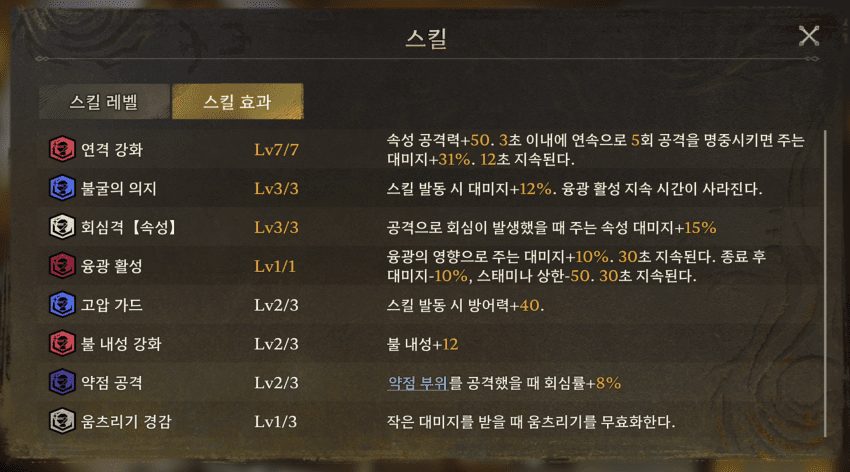 스킬
스킬 레벨
스킬 효과
연격 강화 Lv7/7 속성 공격력+50. 3초 이내에 연속으로 5회 공격을 명중시키면 주는
대미지+31%. 12초 지속된다.
불굴의 의지 Lv3/3 스킬 발동 시 대미지+12%. 융광 활성 지속 시간이 사라진다.
회심격【속성】 Lv3/3 공격으로 회심이 발생했을 때 주는 속성 대미지+15%
융광 활성 Lv1/1 융광의 영향으로 주는 대미지+10%. 30초 지속된다. 종료 후
대미지-10%, 스태미나 상한-50. 30초 지속된다.
고압 가드 Lv2/3 스킬 발동 시 방어력+40.
불 내성 강화 Lv2/3 불 내성+12
약점 공격 Lv2/3 약점 부위를 공격했을 때 회심률+8%
움츠리기 경감 Lv1/3 작은 대미지를 받을 때 움츠리기를 무효화한다.